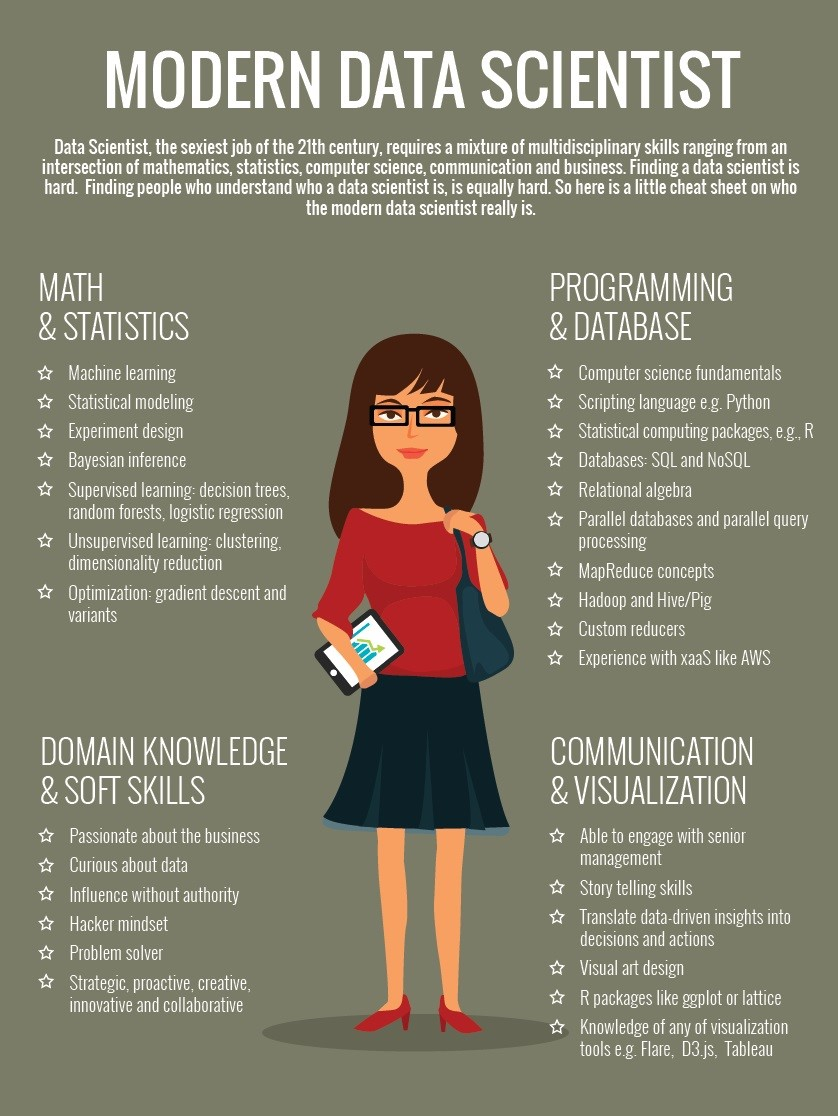 MODERN DATA SCIENTIST
Data Scientist, the sexiest job of the 21th century, requires a mixture of multidisciplinary skills ranging from an
intersection of mathematics, statistics, computer science, communication and business. Finding a data scientist is
hard. Finding people who understand who a data scientist is, is equally hard. So here is a little cheat sheet on who
the modern data scientist really is.
MATH
& STATISTICS
Machine learning
Statistical modeling
Experiment design
Bayesian inference
Supervised learning: decision trees,
random forests, logistic regression
Unsupervised learning: clustering,
dimensionality reduction
Optimization: gradient descent and
variants
PROGRAMMING
& DATABASE
Computer science fundamentals
Scripting language e.g. Python
Statistical computing packages, e.g., R
Databases: SQL and NoSQL
Relational algebra
Parallel databases and parallel query
processing
MapReduce concepts
Hadoop and Hive/Pig
Custom reducers
Experience with xaaS like AWS
DOMAIN KNOWLEDGE
& SOFT SKILLS
Passionate about the business
Curious about data
Influence without authority
Hacker mindset
Problem solver
Strategic, proactive, creative,
innovative and collaborative
COMMUNICATION
& VISUALIZATION
Able to engage with senior
management
Story telling skills
Translate data-driven insights into
decisions and actions
Visual art design
R packages like ggplot or lattice
Knowledge of any of visualization
tools e.g. Flare, D3.js, Tableau